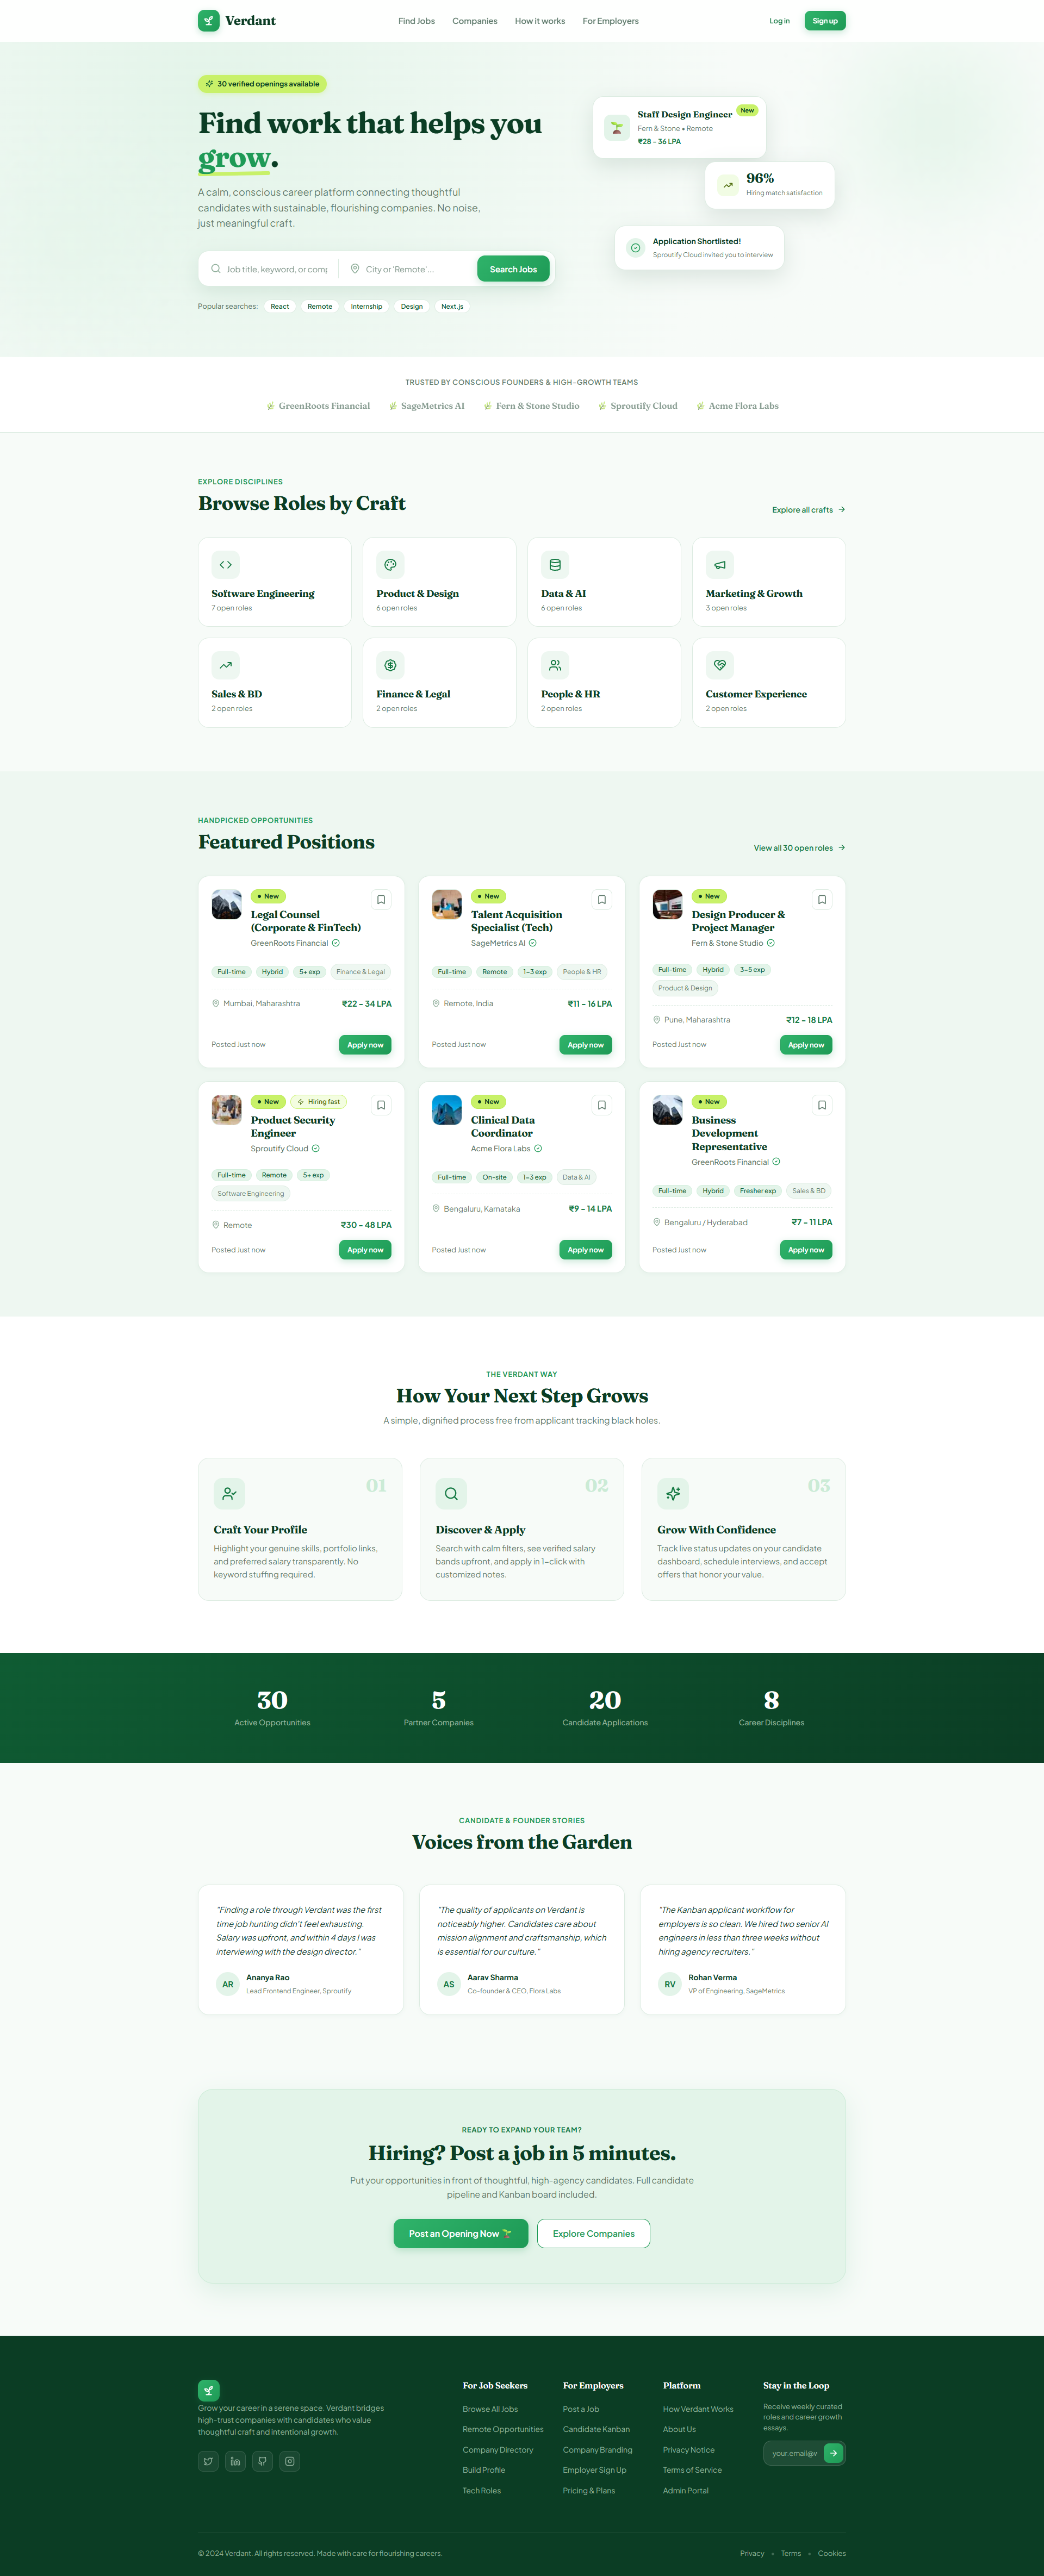 Verdant
Find Jobs
Companies
How it works
For Employers
Log in
Sign up
30 verified openings available
Find work that helps you
grow.
A calm, conscious career platform connecting thoughtful
candidates with sustainable, flourishing companies. No noise,
just meaningful craft.
Job title, keyword, or comp
City or 'Remote'...
Search Jobs
Popular searches:
React
Remote
Internship
Design
Next.js
Staff Design Engineer
New
Fern & Stone • Remote
₹28 - 36 LPA
96%
Hiring match satisfaction
Application Shortlisted!
Sproutify Cloud invited you to interview
TRUSTED BY CONSCIOUS FOUNDERS & HIGH-GROWTH TEAMS
GreenRoots Financial
SageMetrics AI
Fern & Stone Studio
Sproutify Cloud
Acme Flora Labs
EXPLORE DISCIPLINES
Browse Roles by Craft
Explore all crafts
Software Engineering
7 open roles
Product & Design
6 open roles
Data & AI
6 open roles
Marketing & Growth
3 open roles
Sales & BD
2 open roles
Finance & Legal
2 open roles
People & HR
2 open roles
Customer Experience
2 open roles
HANDPICKED OPPORTUNITIES
Featured Positions
View all 30 open roles
New
Legal Counsel
(Corporate & FinTech)
GreenRoots Financial
Full-time
Hybrid
5+ exp
Finance & Legal
Mumbai, Maharashtra
₹22 - 34 LPA
Posted Just now
Apply now
New
Talent Acquisition
Specialist (Tech)
SageMetrics AI
Full-time
Remote
1-3 exp
People & HR
Remote, India
₹11 - 16 LPA
Posted Just now
Apply now
New
Design Producer &
Project Manager
Fern & Stone Studio
Full-time
Hybrid
3-5 exp
Product & Design
Pune, Maharashtra
₹12 - 18 LPA
Posted Just now
Apply now
New
Hiring fast
Product Security
Engineer
Sproutify Cloud
Full-time
Remote
5+ exp
Software Engineering
Remote
₹30 - 48 LPA
Posted Just now
Apply now
New
Clinical Data
Coordinator
Acme Flora Labs
Full-time
On-site
1-3 exp
Data & AI
Bengaluru, Karnataka
₹9 - 14 LPA
Posted Just now
Apply now
New
Business
Development
Representative
GreenRoots Financial
Full-time
Hybrid
Fresher exp
Sales & BD
Bengaluru / Hyderabad
₹7 - 11 LPA
Posted Just now
Apply now
THE VERDANT WAY
How Your Next Step Grows
A simple, dignified process free from applicant tracking black holes.
01
Craft Your Profile
Highlight your genuine skills, portfolio links,
and preferred salary transparently. No
keyword stuffing required.
02
Discover & Apply
Search with calm filters, see verified salary
bands upfront, and apply in 1-click with
customized notes.
03
Grow With Confidence
Track live status updates on your candidate
dashboard, schedule interviews, and accept
offers that honor your value.
30
Active Opportunities
5
Partner Companies
20
Candidate Applications
8
Career Disciplines
CANDIDATE & FOUNDER STORIES
Voices from the Garden
"Finding a role through Verdant was the first
time job hunting didn't feel exhausting.
Salary was upfront, and within 4 days I was
interviewing with the design director."
AR
Ananya Rao
Lead Frontend Engineer, Sproutify
"The quality of applicants on Verdant is
noticeably higher. Candidates care about
mission alignment and craftsmanship, which
is essential for our culture."
AS
Aarav Sharma
Co-founder & CEO, Flora Labs
"The Kanban applicant workflow for
employers is so clean. We hired two senior AI
engineers in less than three weeks without
hiring agency recruiters."
RV
Rohan Verma
VP of Engineering, SageMetrics
READY TO EXPAND YOUR TEAM?
Hiring? Post a job in 5 minutes.
Put your opportunities in front of thoughtful, high-agency candidates. Full candidate
pipeline and Kanban board included.
Post an Opening Now
Explore Companies
Grow your career in a serene space. Verdant bridges
high-trust companies with candidates who value
thoughtful craft and intentional growth.
For Job Seekers
Browse All Jobs
Remote Opportunities
Company Directory
Build Profile
Tech Roles
For Employers
Post a Job
Candidate Kanban
Company Branding
Employer Sign Up
Pricing & Plans
Platform
How Verdant Works
About Us
Privacy Notice
Terms of Service
Admin Portal
Stay in the Loop
Receive weekly curated
roles and career growth
essays.
your.email@w
© 2024 Verdant. All rights reserved. Made with care for flourishing careers.
Privacy • Terms • Cookies